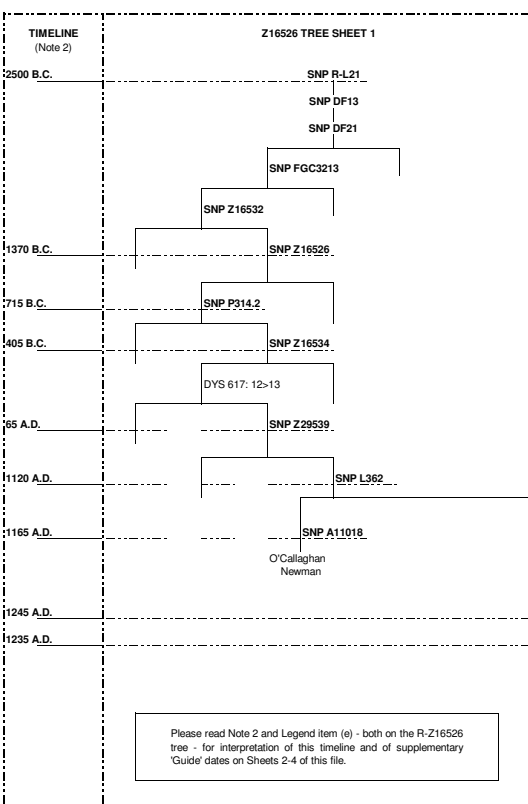 TIMELINE
(Note 2)
Z16526 TREE SHEET 1
2500 B.C.
SNP R-L21
SNP DF13
SNP DF21
SNP FGC3213
SNP Z16532
1370 B.C.
SNP Z16526
715 B.C.
SNP P314.2
405 B.C.
SNP Z16534
DYS 617: 12>13
65 A.D.
SNP Z29539
1120 A.D.
SNP L362
1165 A.D.
SNP A11018
O'Callaghan
Newman
1245 A.D.
1235 A.D.
Please read Note 2 and Legend item (e) - both on the R-Z16526
tree - for interpretation of this timeline and of supplementary
'Guide' dates on Sheets 2-4 of this file.